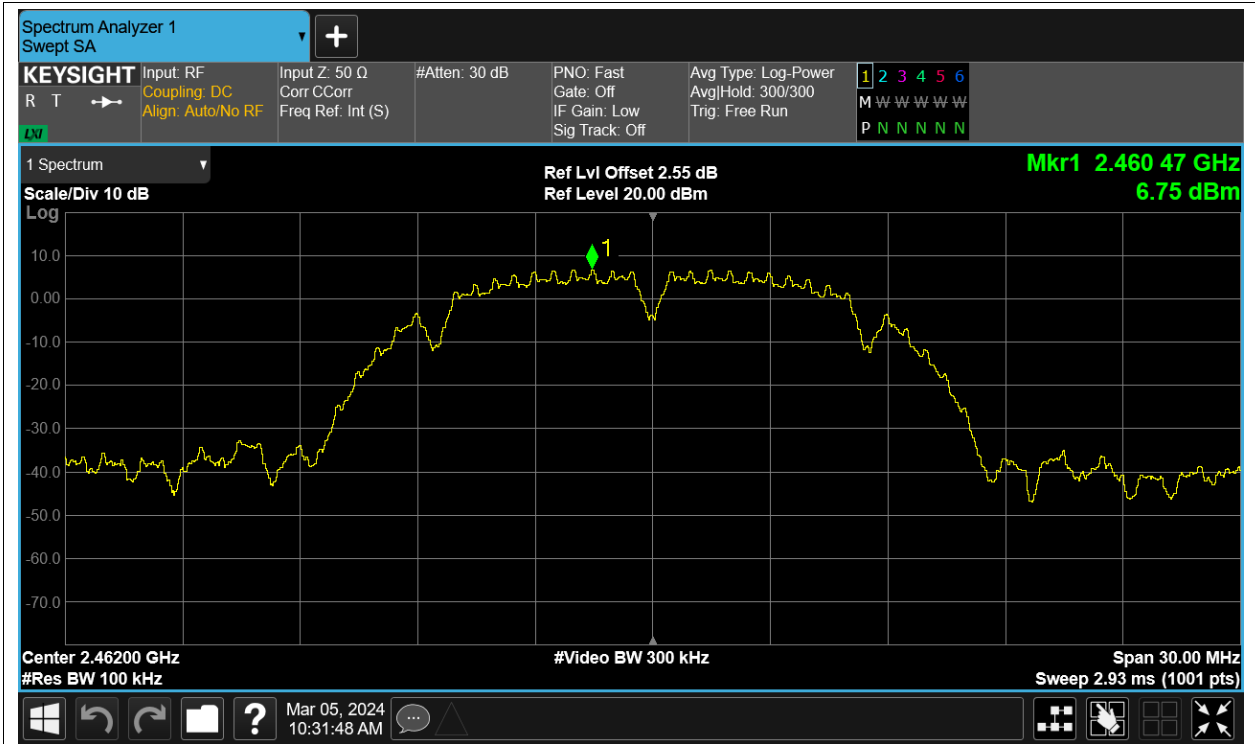 Spectrum Analyzer 1
Swept SA
KEYSIGHT
R T
LXI
Input: RF
Coupling: DC
Align: Auto/No RF
Input Z: 50 Ω
Corr CCorr
Freq Ref: Int (S)
#Atten: 30 dB
PNO: Fast
Gate: Off
IF Gain: Low
Sig Track: Off
Avg Type: Log-Power
Avg|Hold: 300/300
Trig: Free Run
1 2 3 4 5 6
M W W W W W
P N N N N N
1 Spectrum
Scale/Div 10 dB
Log
Ref Lvl Offset 2.55 dB
Ref Level 20.00 dBm
Mkr1 2.460 47 GHz
6.75 dBm
1
10.0
0.00
-10.0
-20.0
-30.0
-40.0
-50.0
-60.0
-70.0
Center 2.46200 GHz
#Video BW 300 kHz
Span 30.00 MHz
#Res BW 100 kHz
Sweep 2.93 ms (1001 pts)
?
Mar 05, 2024
10:31:48 AM